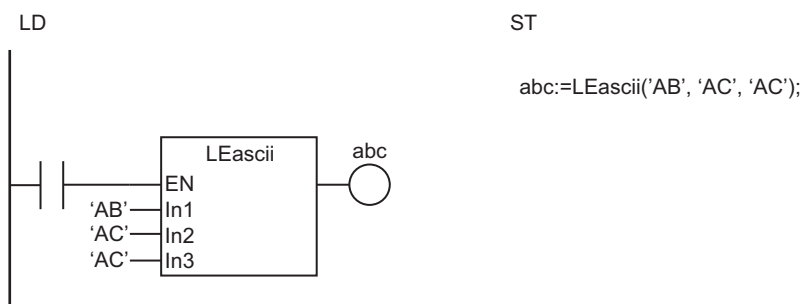 LD
ST
abc:=LEascii('AB', ‘AC’, ‘AC’);
LEascii
abc
EN
‘AB’ In1
‘AC’ In2
‘AC’ In3